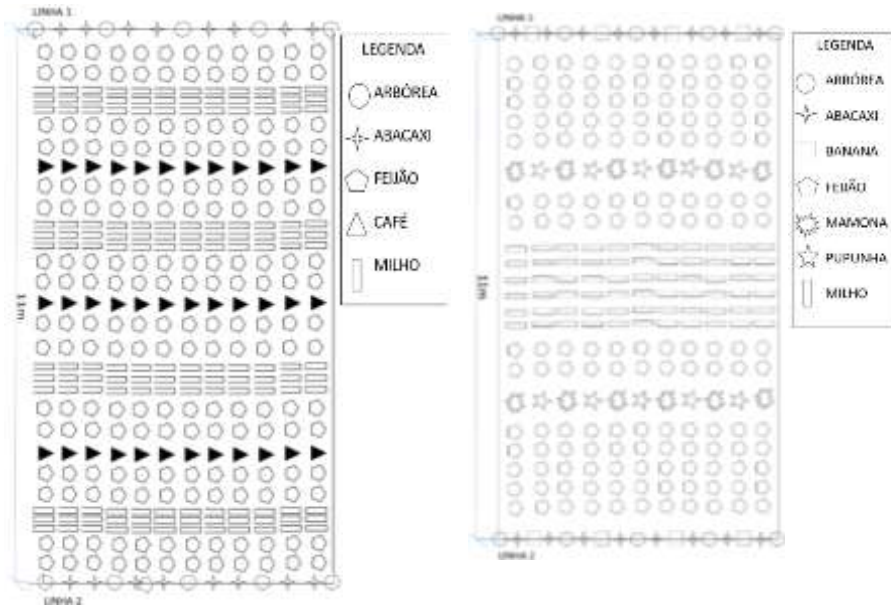 LINHA 1
LEGENDA
ARBÓREA
ABACAXI
FEIJÃO
CAFÉ
MILHO
11m
LINHA 2
LINHA 1
LEGENDA
ARBÓREA
ABACAXI
BANANA
FEIJÃO
MAMONA
PUPUNHA
MILHO
11m
LINHA 2